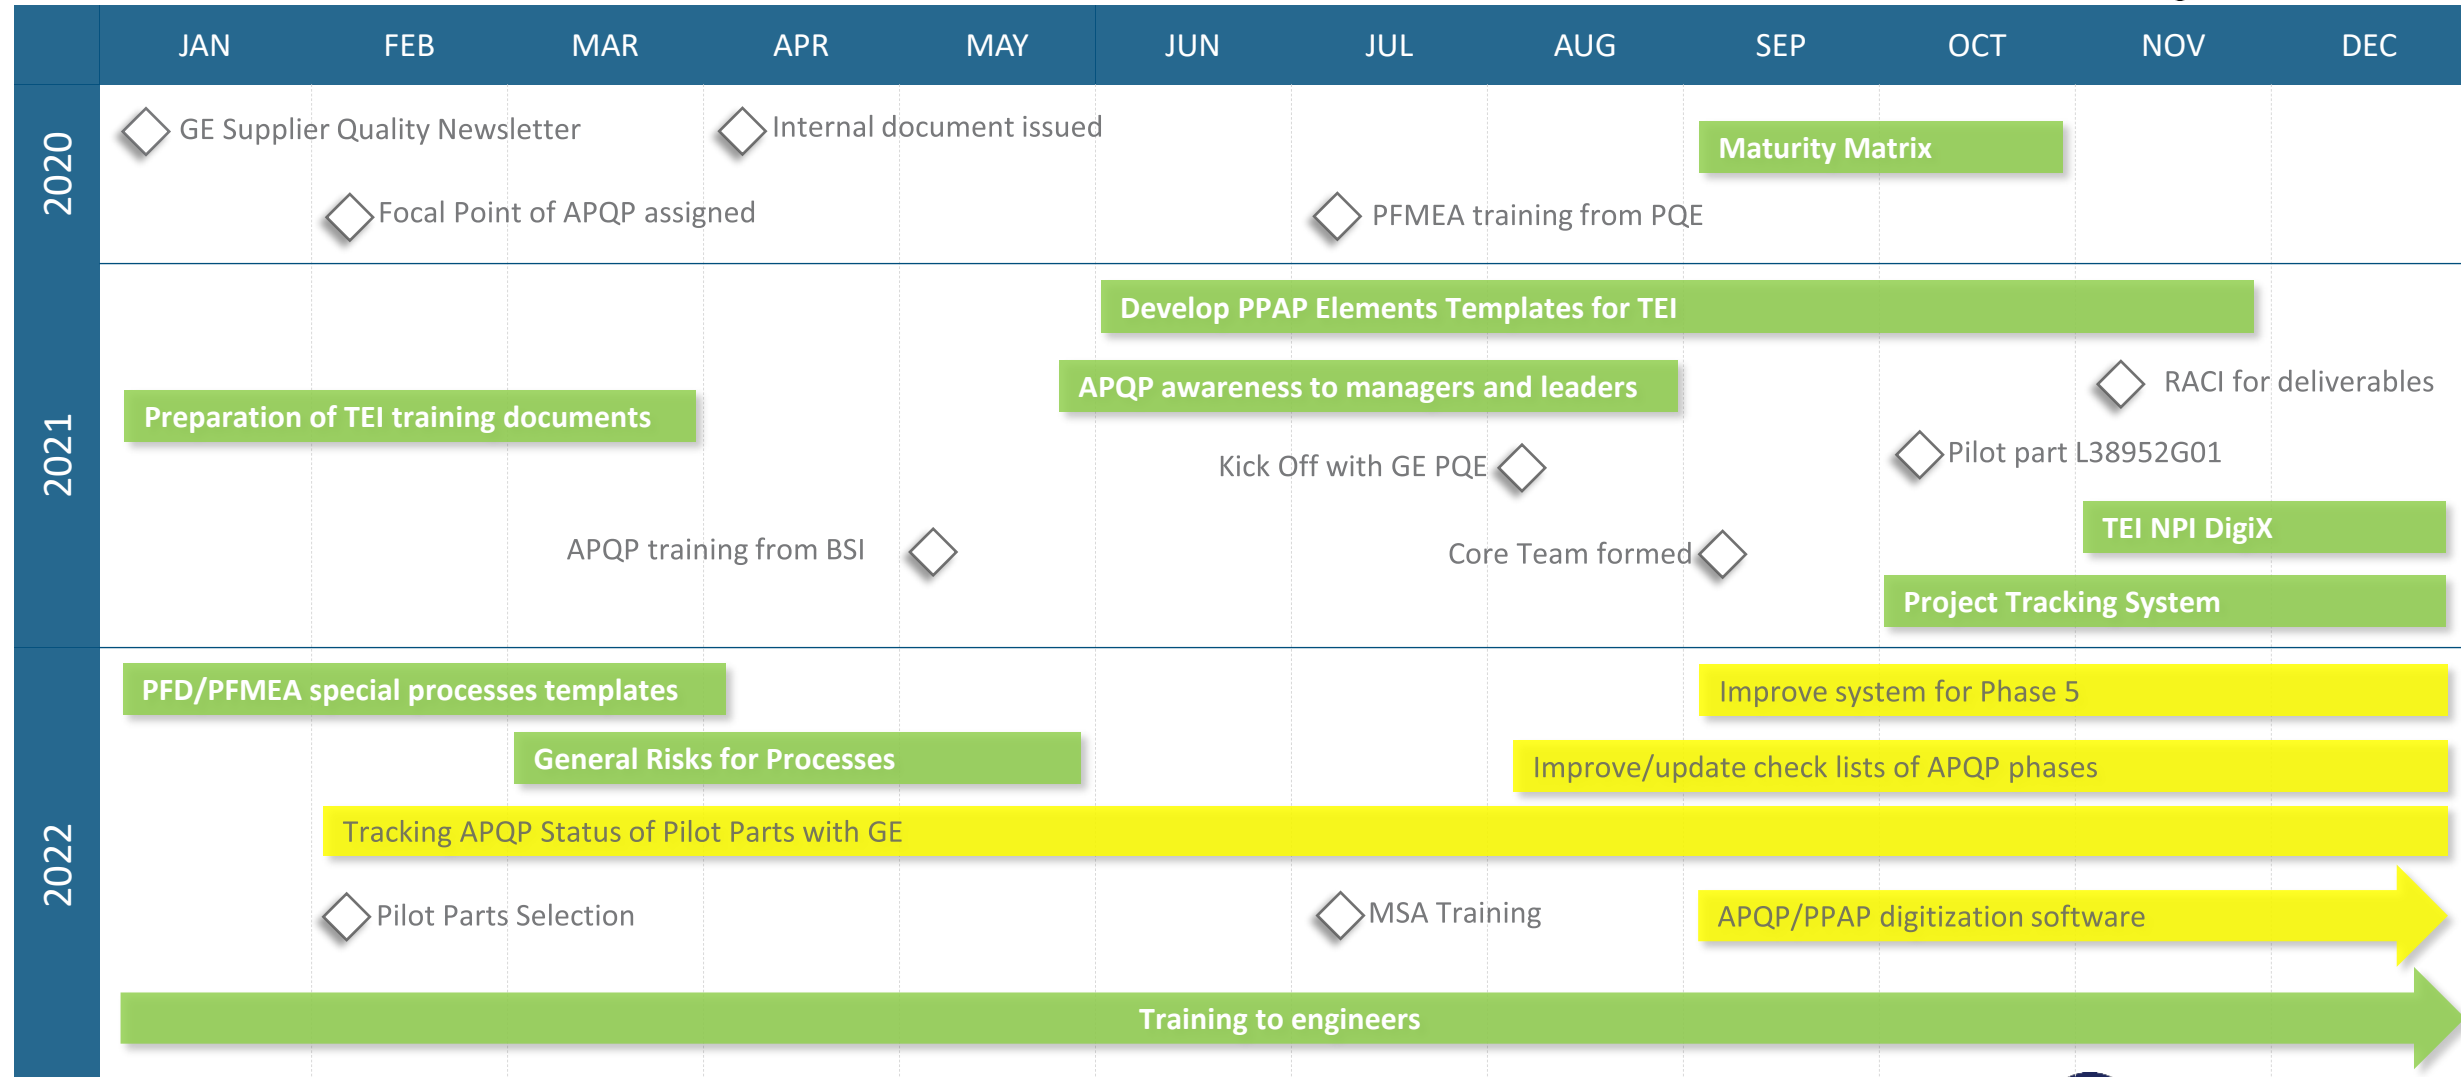 JAN FEB MAR APR MAY JUN JUL AUG SEP OCT NOV DEC
2020
GE Supplier Quality Newsletter
Internal document issued
Maturity Matrix
Focal Point of APQP assigned
PFMEA training from PQE
2021
Develop PPAP Elements Templates for TEI
APQP awareness to managers and leaders
RACI for deliverables
Preparation of TEI training documents
Kick Off with GE PQE
Pilot part L38952G01
TEI NPI DigiX
APQP training from BSI
Core Team formed
Project Tracking System
2022
PFD/PFMEA special processes templates
Improve system for Phase 5
General Risks for Processes
Improve/update check lists of APQP phases
Tracking APQP Status of Pilot Parts with GE
Pilot Parts Selection
MSA Training
APQP/PPAP digitization software
Training to engineers